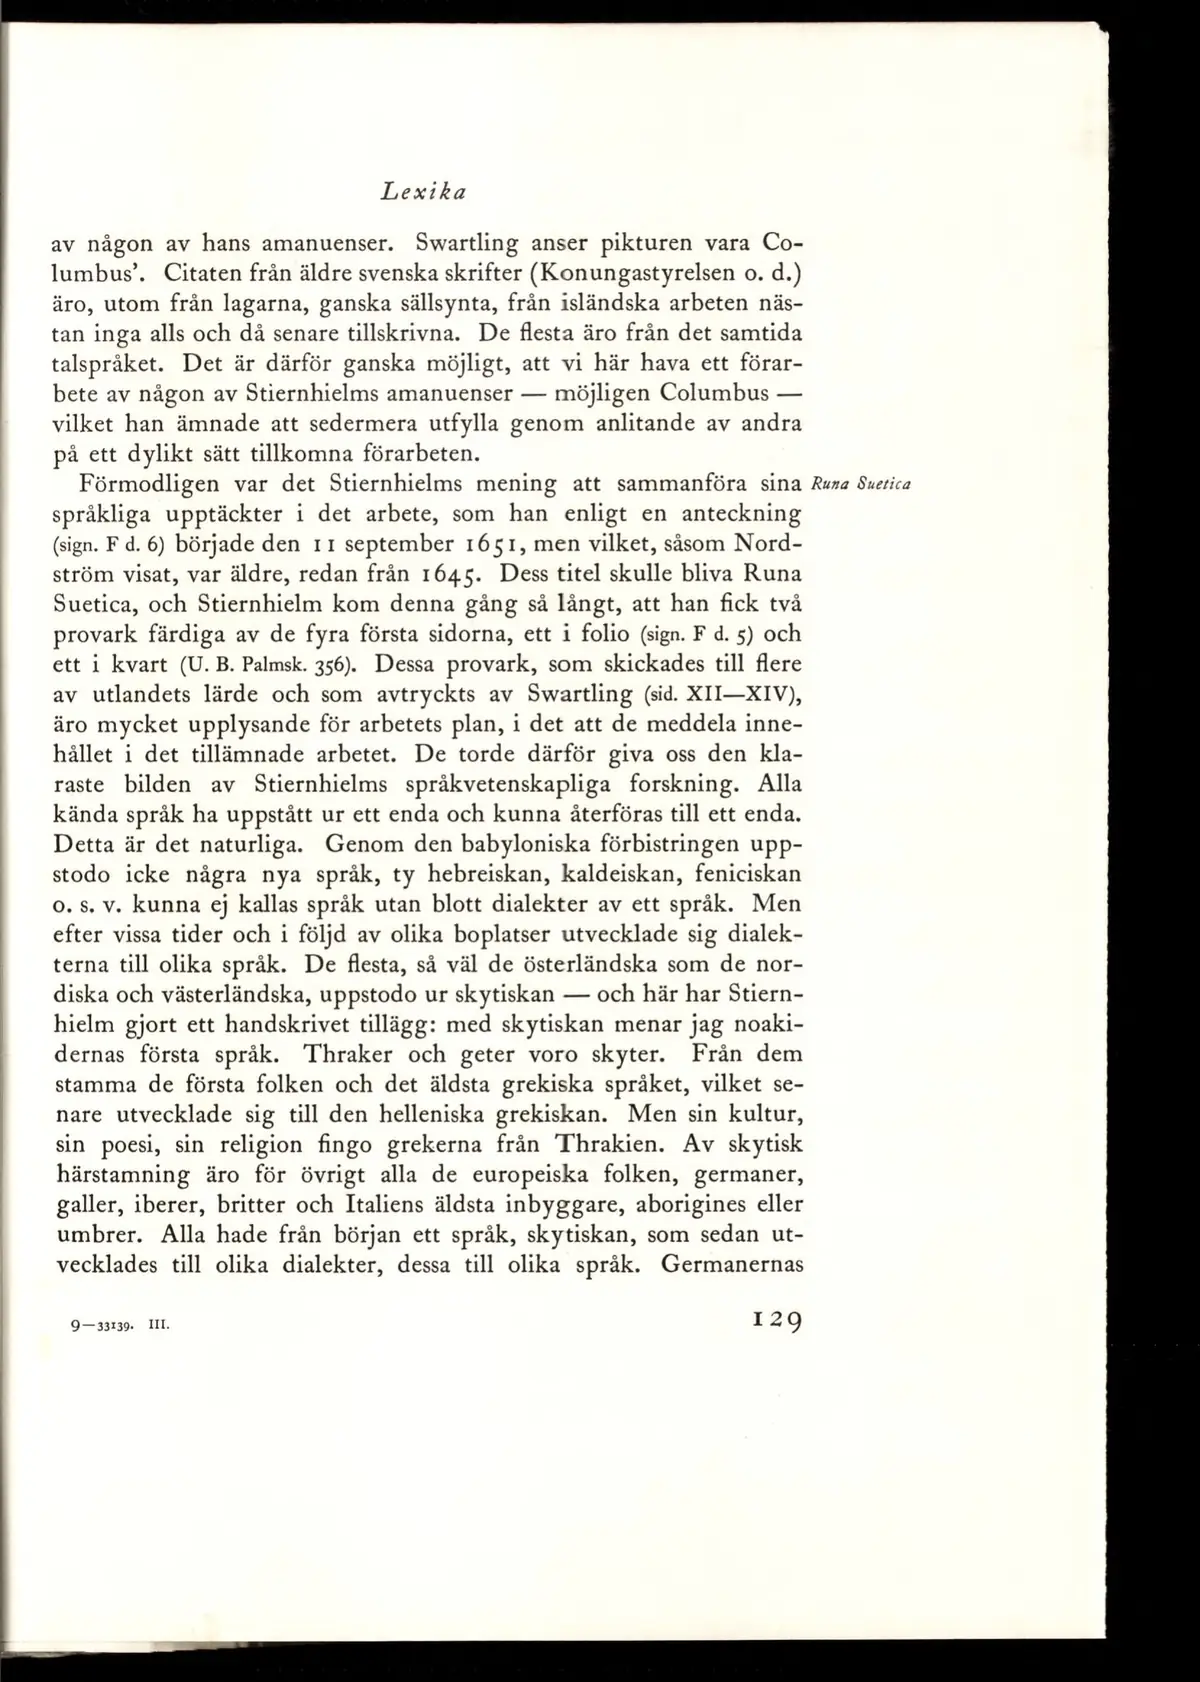 Lexika
av någon av hans amanuenser. Swartling anser pikturen vara Co-
lumbus’. Citaten från äldre svenska skrifter (Konungastyrelsen o. d.)
äro, utom från lagarna, ganska sällsynta, från isländska arbeten näs-
tan inga alls och då senare tillskrivna. De flesta äro från det samtida
talspråket. Det är därför ganska möjligt, att vi här hava ett förar-
bete av någon av Stiernhielms amanuenser — möjligen Columbus —
vilket han ämnade att sedermera utfylla genom anlitande av andra
på ett dylikt sätt tillkomna förarbeten.
Förmodligen var det Stiernhielms mening att sammanföra sina Runa Suetica
språkliga upptäckter i det arbete, som han enligt en anteckning
(sign. F d. 6) började den 11 september 1651, men vilket, såsom Nord-
ström visat, var äldre, redan från 1645. Dess titel skulle bliva Runa
Suetica, och Stiernhielm kom denna gång så långt, att han fick två
provark färdiga av de fyra första sidorna, ett i folio (sign. F d. 5) och
ett i kvart (U. B. Palmsk. 356). Dessa provark, som skickades till flere
av utlandets lärde och som avtryckts av Swartling (sid. XII—XIV),
äro mycket upplysande för arbetets plan, i det att de meddela inne-
hållet i det tillämnade arbetet. De torde därför giva oss den kla-
raste bilden av Stiernhielms språkvetenskapliga forskning. Alla
kända språk ha uppstått ur ett enda och kunna återföras till ett enda.
Detta är det naturliga. Genom den babyloniska förbistringen upp-
stodo icke några nya språk, ty hebreiskan, kaldeiskan, feniciskan
o. s. v. kunna ej kallas språk utan blott dialekter av ett språk. Men
efter vissa tider och i följd av olika boplatser utvecklade sig dialek-
terna till olika språk. De flesta, så väl de österländska som de nor-
diska och västerländska, uppstodo ur skytiskan — och här har Stiern-
hielm gjort ett handskrivet tillägg: med skytiskan menar jag noaki-
dernas första språk. Thraker och geter voro skyter. Från dem
stamma de första folken och det äldsta grekiska språket, vilket se-
nare utvecklade sig till den helleniska grekiskan. Men sin kultur,
sin poesi, sin religion fingo grekerna från Thrakien. Av skytisk
härstamning äro för övrigt alla de europeiska folken, germaner,
galler, iberer, britter och Italiens äldsta inbyggare, aborigines eller
umbrer. Alla hade från början ett språk, skytiskan, som sedan ut-
vecklades till olika dialekter, dessa till olika språk. Germanernas
9—33139. III. 129